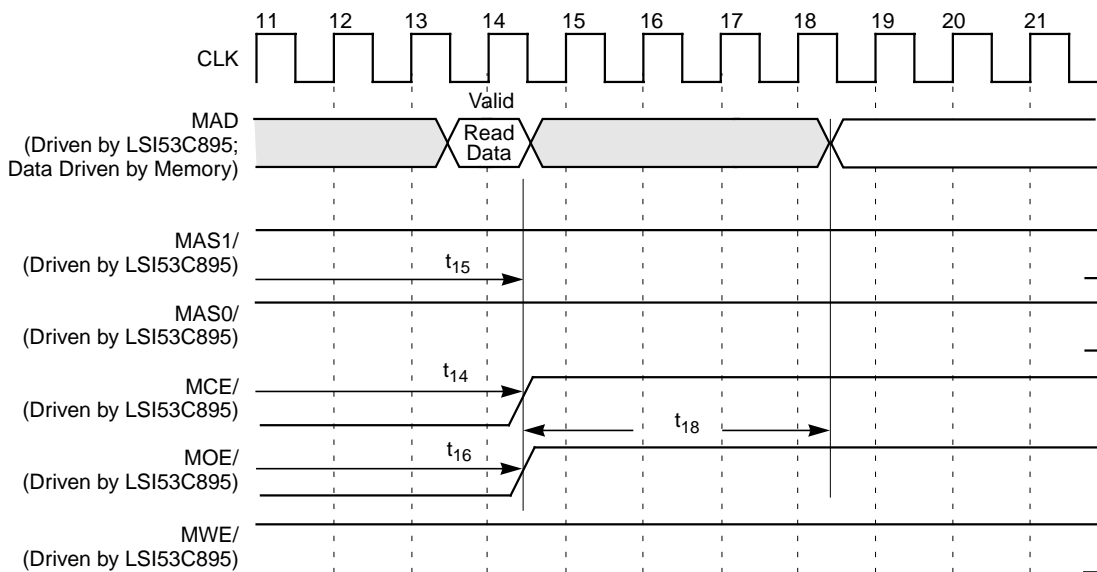 11 12 13 14 15 16 17 18 19 20 21
CLK
Valid
MAD
(Driven by LSI53C895;
Data Driven by Memory)
Read
Data
MAS1/
(Driven by LSI53C895)
t15
MAS0/
(Driven by LSI53C895)
MCE/
(Driven by LSI53C895)
t14
t18
MOE/
(Driven by LSI53C895)
t16
MWE/
(Driven by LSI53C895)